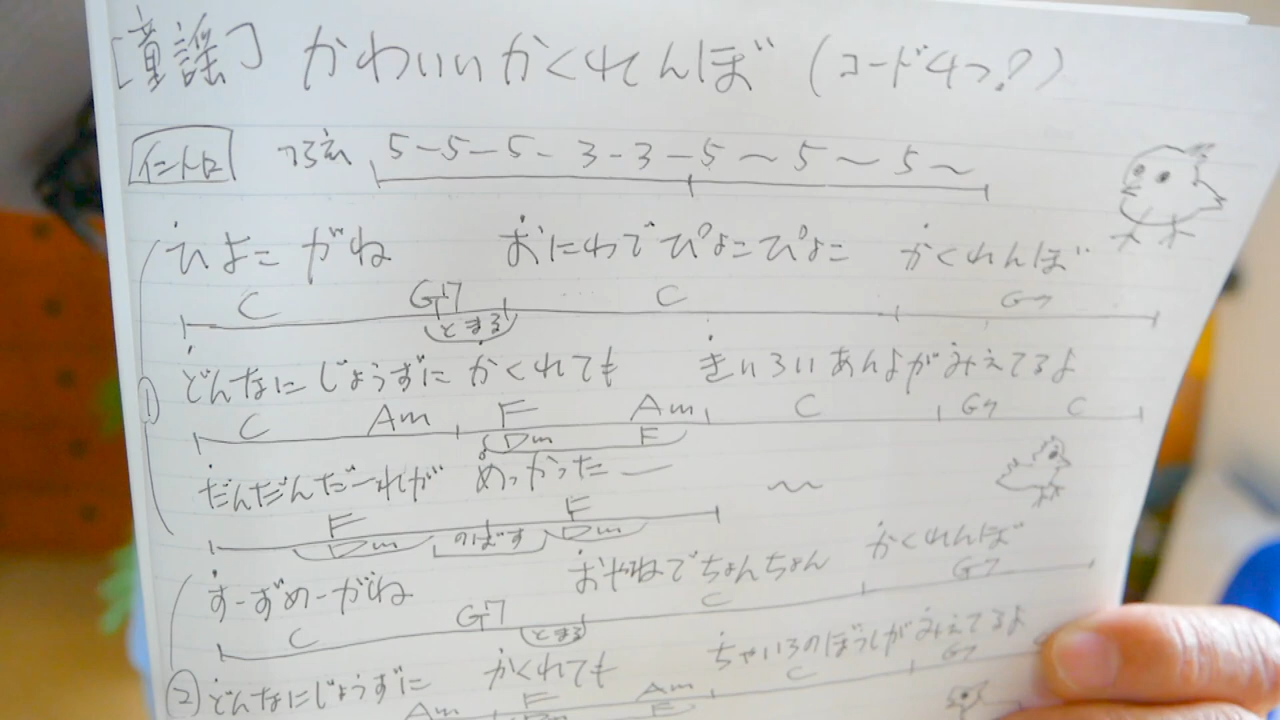 [童謡] かわいいかくれんぼ (コード4つ?)
イントロ 3弦 5-5-5-3-3-5〜5〜5〜
ひよこがね おにわでぴょこぴょこ かくれんぼ
C G7 C G7
とまる
① どんなにじょうずにかくれても きいろいあんよがみえてるよ
C Am F Am C G7 C
Dm F
だんだんだーれが めっかったー 〜
F F
Dm のばす Dm
すーずめーがね おやねでちょんちょん かくれんぼ
C G7 C G7
とまる
② どんなにじょうずに かくれても ちゃいろのぼうしがみえてるよ
Am F Am C G7
Dm F